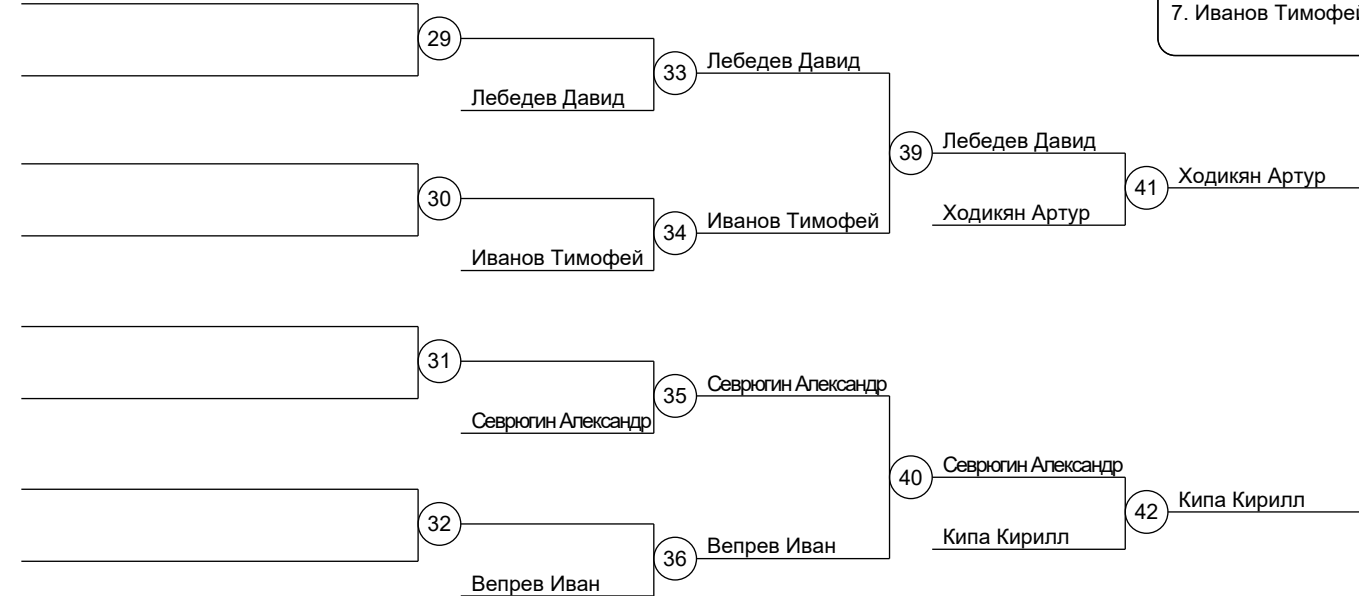 7. Иванов Тимофей
29
Лебедев Давид
33
Лебедев Давид
39
Лебедев Давид
41
Ходикян Артур
30
Ходикян Артур
34
Иванов Тимофей
Иванов Тимофей
31
35
Севрюгин Александр
Севрюгин Александр
40
Севрюгин Александр
32
42
Кипа Кирилл
Кипа Кирилл
36
Вепрев Иван
Вепрев Иван